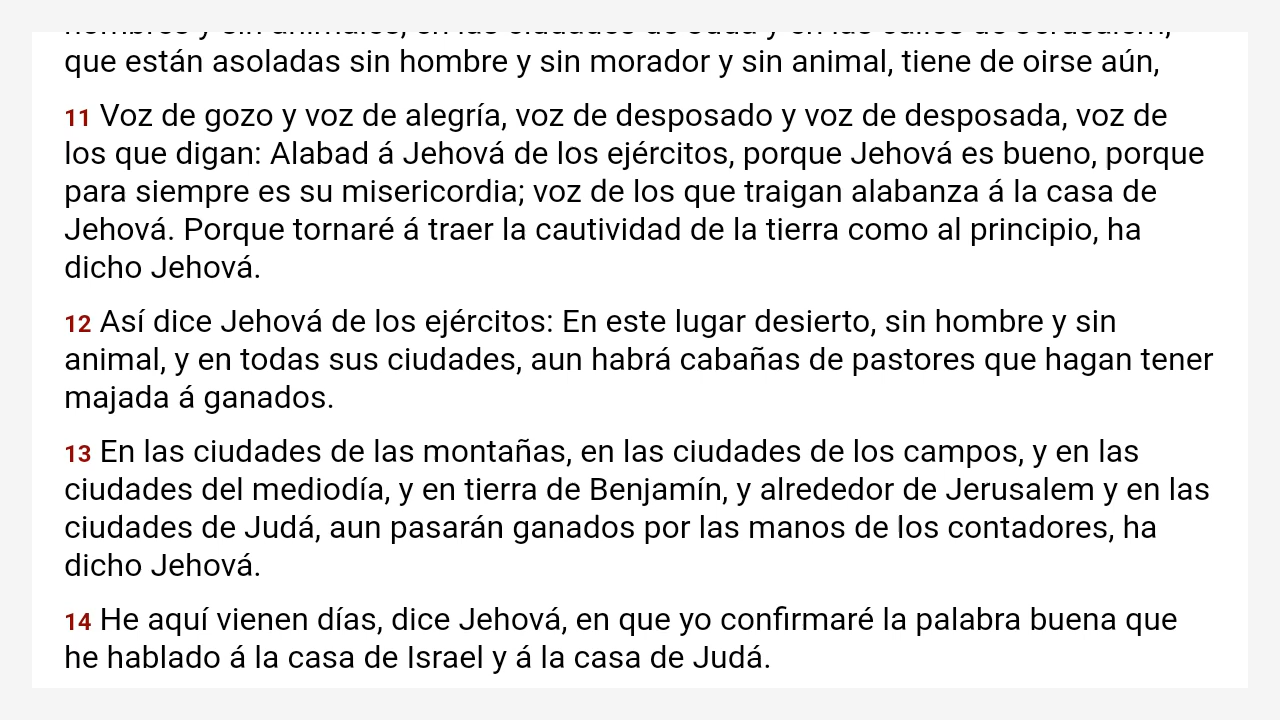 que están asoladas sin hombre y sin morador y sin animal, tiene de oirse aún,
11 Voz de gozo y voz de alegría, voz de desposado y voz de desposada, voz de
los que digan: Alabad á Jehová de los ejércitos, porque Jehová es bueno, porque
para siempre es su misericordia; voz de los que traigan alabanza á la casa de
Jehová. Porque tornaré á traer la cautividad de la tierra como al principio, ha
dicho Jehová.
12 Así dice Jehová de los ejércitos: En este lugar desierto, sin hombre y sin
animal, y en todas sus ciudades, aun habrá cabañas de pastores que hagan tener
majada á ganados.
13 En las ciudades de las montañas, en las ciudades de los campos, y en las
ciudades del mediodía, y en tierra de Benjamín, y alrededor de Jerusalem y en las
ciudades de Judá, aun pasarán ganados por las manos de los contadores, ha
dicho Jehová.
14 He aquí vienen días, dice Jehová, en que yo confirmaré la palabra buena que
he hablado á la casa de Israel y á la casa de Judá.